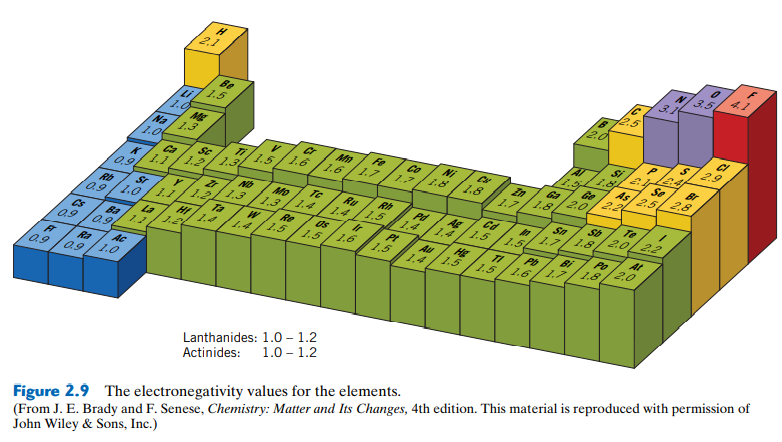 H 2.1
Li 1.0 Be 1.5 B 2.0 C 2.5 N 3.1 O 3.5 F 4.1
Na 1.0 Mg 1.3 Al 1.5 Si 1.8 P 2.1 S 2.4 Cl 2.9
K 0.9 Ca 1.1 Sc 1.2 1.3 V 1.5 Cr 1.6 Mn 1.6 Fe 1.7 Co 1.7 Ni 1.8 Cu 1.8 Zn 1.7 Ga 1.8 Ge 2.0 As 2.2 Se 2.5 Br 2.8
Rb 0.9 Sr 1.0 Y Zr 1.2 Nb 1.3 Mo 1.3 Tc 1.4 Ru 1.4 Rh 1.5 Pd 1.4 Ag 1.4 Cd 1.5 In 1.5 Sn 1.7 Sb 1.8 Te 2.0 I 2.2
Cs 0.9 Ba 0.9 La 1.1 Hf Ta 1.4 W 1.4 Re 1.5 Os 1.5 Ir 1.6 Pt 1.5 Au 1.4 Hg 1.5 Tl 1.5 Pb 1.6 Bi 1.7 Po 1.8 At 2.0
Fr 0.9 Ra 0.9 Ac 1.0
Lanthanides: 1.0 – 1.2
Actinides: 1.0 – 1.2
Figure 2.9 The electronegativity values for the elements.
(From J. E. Brady and F. Senese, Chemistry: Matter and Its Changes, 4th edition. This material is reproduced with permission of
John Wiley & Sons, Inc.)